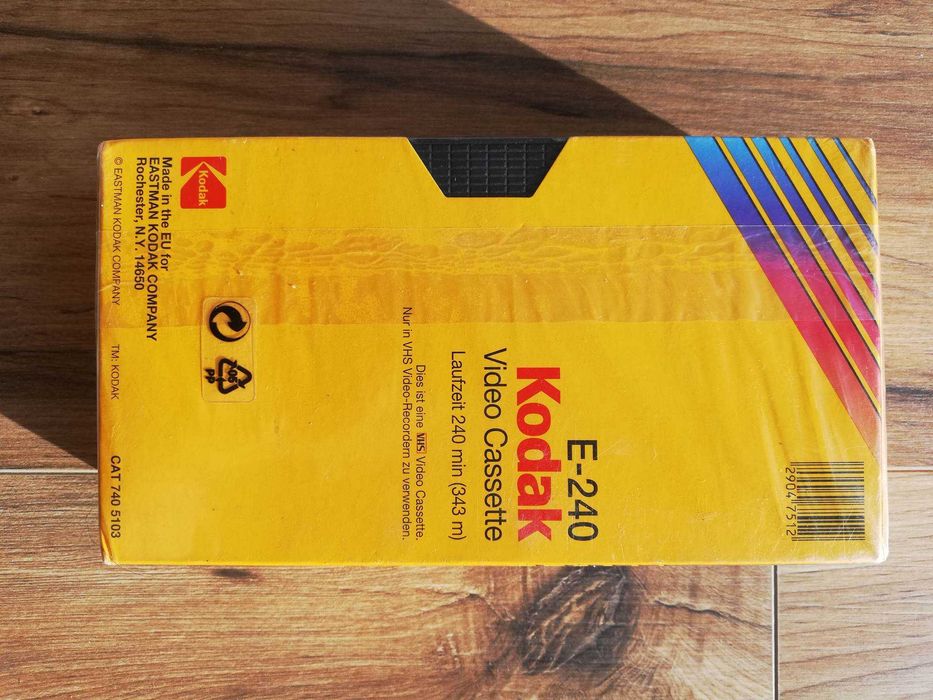 E-240
Kodak
Video Cassette
Laufzeit 240 min (343 m)
Dies ist eine VHS Video Cassette.
Nur in VHS Video-Recordern zu verwenden.
2904 7512
Kodak
Made in the EU for
EASTMAN KODAK COMPANY
Rochester, N.Y. 14650
© EASTMAN KODAK COMPANY TM: KODAK
CAT 740 5103
PP